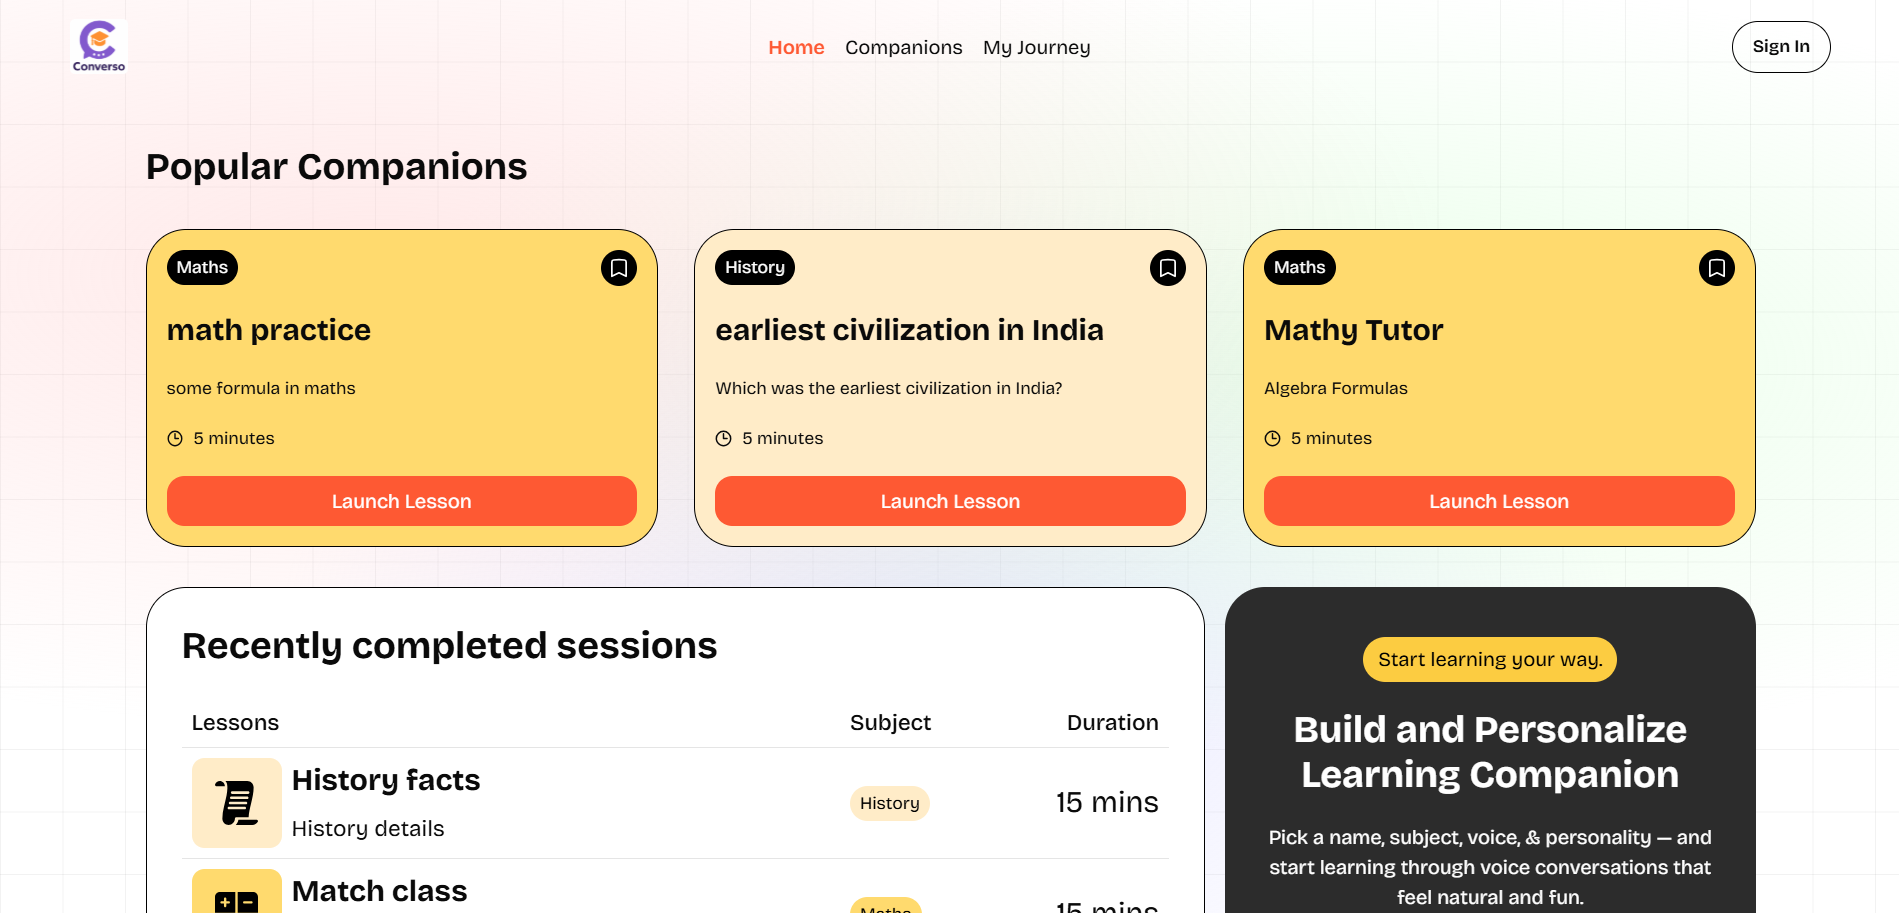 Converso
Home Companions My Journey
Sign In
Popular Companions
Maths
math practice
some formula in maths
5 minutes
Launch Lesson
History
earliest civilization in India
Which was the earliest civilization in India?
5 minutes
Launch Lesson
Maths
Mathy Tutor
Algebra Formulas
5 minutes
Launch Lesson
Recently completed sessions
Lessons Subject Duration
History facts
History details
History
15 mins
Match class
Maths
15 mins
Start learning your way.
Build and Personalize
Learning Companion
Pick a name, subject, voice, & personality — and
start learning through voice conversations that
feel natural and fun.